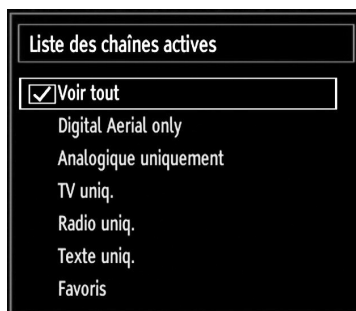 Liste des chaînes actives
Voir tout
Digital Aerial only
Analogique uniquement
TV uniq.
Radio uniq.
Texte uniq.
Favoris